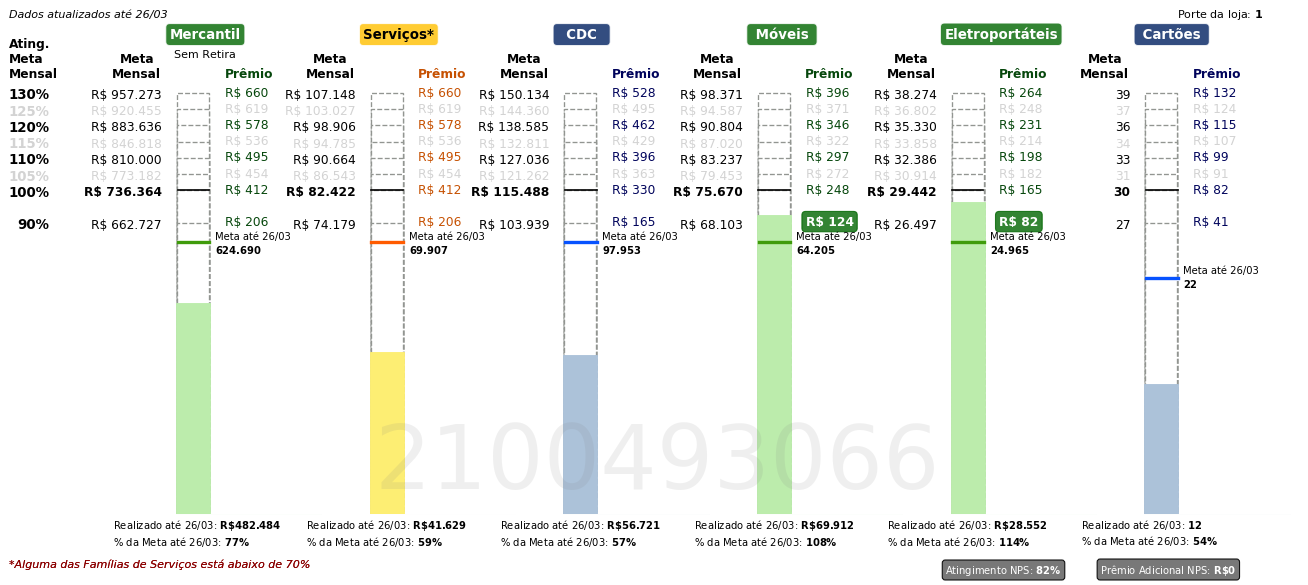 Dados atualizados até 26/03
Porte da loja: 1
Mercantil Serviços* CDC Móveis Eletroportáteis Cartões
Sem Retira
Ating. Meta Mensal
Meta Mensal Prêmio Meta Mensal Prêmio Meta Mensal Prêmio Meta Mensal Prêmio Meta Mensal Prêmio Meta Mensal Prêmio
130% R$ 957.273 R$ 660 R$ 107.148 R$ 660 R$ 150.134 R$ 528 R$ 98.371 R$ 396 R$ 38.274 R$ 264 39 R$ 132
125% R$ 920.455 R$ 619 R$ 103.027 R$ 619 R$ 144.360 R$ 495 R$ 94.587 R$ 371 R$ 36.802 R$ 248 37 R$ 124
120% R$ 883.636 R$ 578 R$ 98.906 R$ 578 R$ 138.585 R$ 462 R$ 90.804 R$ 346 R$ 35.330 R$ 231 36 R$ 115
115% R$ 846.818 R$ 536 R$ 94.785 R$ 536 R$ 132.811 R$ 429 R$ 87.020 R$ 322 R$ 33.858 R$ 214 34 R$ 107
110% R$ 810.000 R$ 495 R$ 90.664 R$ 495 R$ 127.036 R$ 396 R$ 83.237 R$ 297 R$ 32.386 R$ 198 33 R$ 99
105% R$ 773.182 R$ 454 R$ 86.543 R$ 454 R$ 121.262 R$ 363 R$ 79.453 R$ 272 R$ 30.914 R$ 182 31 R$ 91
100% R$ 736.364 R$ 412 R$ 82.422 R$ 412 R$ 115.488 R$ 330 R$ 75.670 R$ 248 R$ 29.442 R$ 165 30 R$ 82
90% R$ 662.727 R$ 206 R$ 74.179 R$ 206 R$ 103.939 R$ 165 R$ 68.103 R$ 124 R$ 26.497 R$ 82 27 R$ 41
Meta até 26/03 Meta até 26/03 Meta até 26/03 Meta até 26/03 Meta até 26/03
624.690 69.907 97.953 64.205 24.965
Meta até 26/03
22
2100493066
Realizado até 26/03: R$482.484 Realizado até 26/03: R$41.629 Realizado até 26/03: R$56.721 Realizado até 26/03: R$69.912 Realizado até 26/03: R$28.552 Realizado até 26/03: 12
% da Meta até 26/03: 77% % da Meta até 26/03: 59% % da Meta até 26/03: 57% % da Meta até 26/03: 108% % da Meta até 26/03: 114% % da Meta até 26/03: 54%
*Alguma das Famílias de Serviços está abaixo de 70%
Atingimento NPS: 82% Prêmio Adicional NPS: R$0